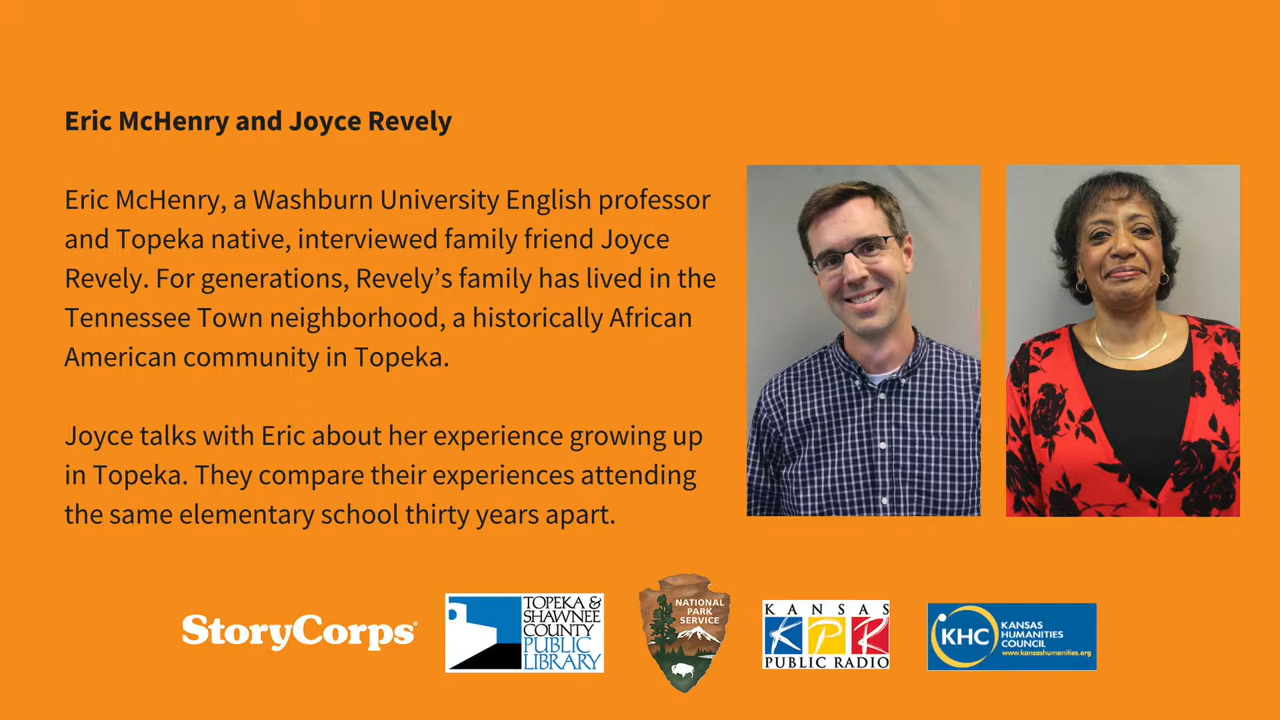 Eric McHenry and Joyce Revely
Eric McHenry, a Washburn University English professor
and Topeka native, interviewed family friend Joyce
Revely. For generations, Revely’s family has lived in the
Tennessee Town neighborhood, a historically African
American community in Topeka.
Joyce talks with Eric about her experience growing up
in Topeka. They compare their experiences attending
the same elementary school thirty years apart.
StoryCorps
TOPEKA &
SHAWNEE
COUNTY
PUBLIC
LIBRARY
NATIONAL
PARK
SERVICE
KANSAS
KPR
PUBLIC RADIO
KHC
KANSAS
HUMANITIES
COUNCIL
www.kansashumanities.org